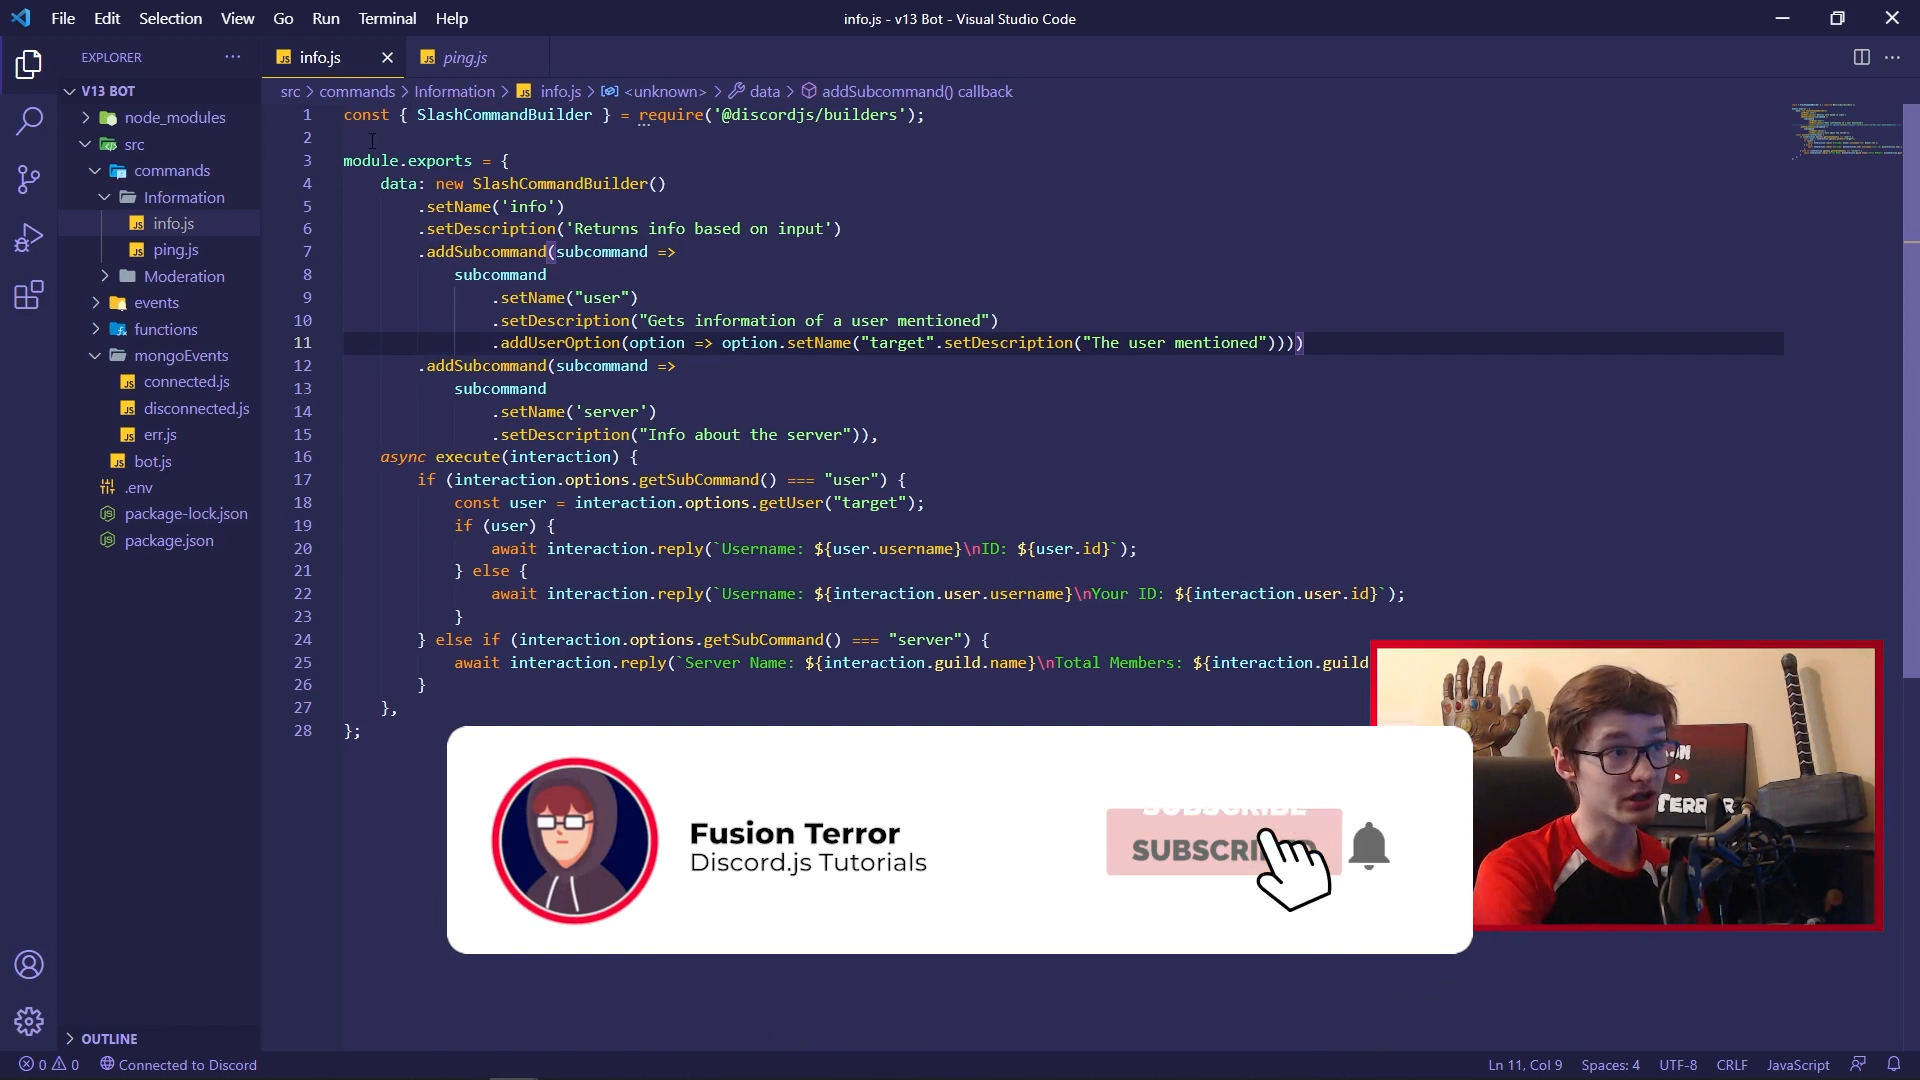 File Edit Selection View Go Run Terminal Help
info.js - v13 Bot - Visual Studio Code
EXPLORER
info.js
ping.js
V13 BOT
node_modules
src
commands
Information
info.js
ping.js
Moderation
events
functions
mongoEvents
connected.js
disconnected.js
err.js
bot.js
.env
package-lock.json
package.json
OUTLINE
src > commands > Information > info.js > <unknown> > data > addSubcommand() callback
1 const { SlashCommandBuilder } = require('@discordjs/builders');
2
3 module.exports = {
4 data: new SlashCommandBuilder()
5 .setName('info')
6 .setDescription('Returns info based on input')
7 .addSubcommand(subcommand =>
8 subcommand
9 .setName("user")
10 .setDescription("Gets information of a user mentioned")
11 .addUserOption(option => option.setName("target".setDescription("The user mentioned"))))
12 .addSubcommand(subcommand =>
13 subcommand
14 .setName('server')
15 .setDescription("Info about the server")),
16 async execute(interaction) {
17 if (interaction.options.getSubCommand() === "user") {
18 const user = interaction.options.getUser("target");
19 if (user) {
20 await interaction.reply(`Username: ${user.username}\nID: ${user.id}`);
21 } else {
22 await interaction.reply(`Username: ${interaction.user.username}\nYour ID: ${interaction.user.id}`);
23 }
24 } else if (interaction.options.getSubCommand() === "server") {
25 await interaction.reply(`Server Name: ${interaction.guild.name}\nTotal Members: ${interaction.guild
26 }
27 },
28 };
Fusion Terror
Discord.js Tutorials
0 0 Connected to Discord
Ln 11, Col 9 Spaces: 4 UTF-8 CRLF JavaScript